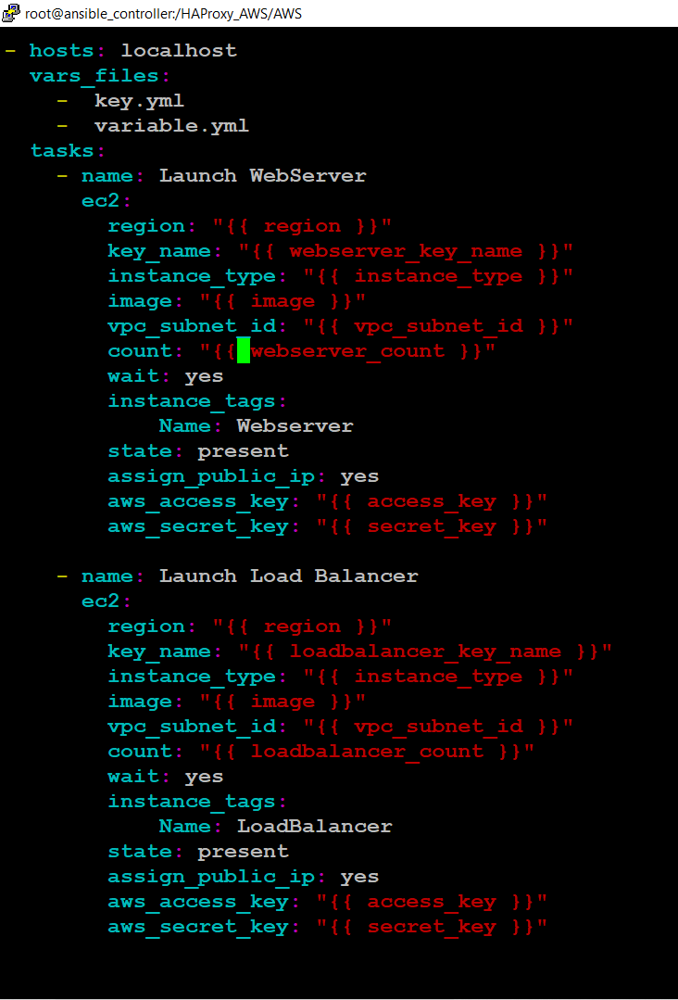 root@ansible_controller:/HAProxy_AWS/AWS
- hosts: localhost
  vars_files:
    -  key.yml
    -  variable.yml
  tasks:
    - name: Launch WebServer
      ec2:
        region: "{{ region }}"
        key_name: "{{ webserver_key_name }}"
        instance_type: "{{ instance_type }}"
        image: "{{ image }}"
        vpc_subnet_id: "{{ vpc_subnet_id }}"
        count: "{{ webserver_count }}"
        wait: yes
        instance_tags:
            Name: Webserver
        state: present
        assign_public_ip: yes
        aws_access_key: "{{ access_key }}"
        aws_secret_key: "{{ secret_key }}"

    - name: Launch Load Balancer
      ec2:
        region: "{{ region }}"
        key_name: "{{ loadbalancer_key_name }}"
        instance_type: "{{ instance_type }}"
        image: "{{ image }}"
        vpc_subnet_id: "{{ vpc_subnet_id }}"
        count: "{{ loadbalancer_count }}"
        wait: yes
        instance_tags:
            Name: LoadBalancer
        state: present
        assign_public_ip: yes
        aws_access_key: "{{ access_key }}"
        aws_secret_key: "{{ secret_key }}"